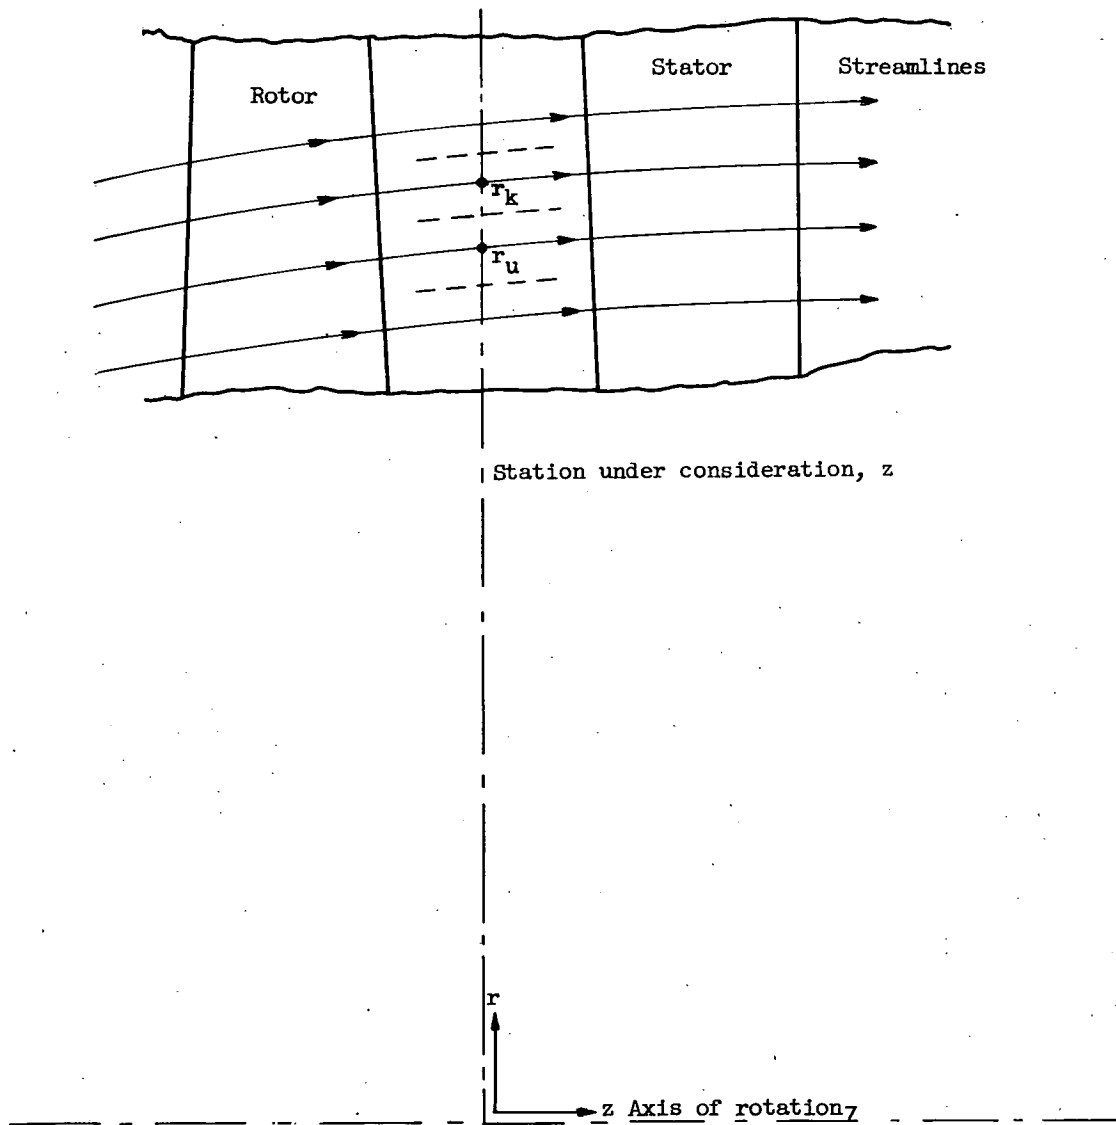 Stator
Streamlines
Rotor
r_k
r_u
Station under consideration, z
r
z Axis of rotation